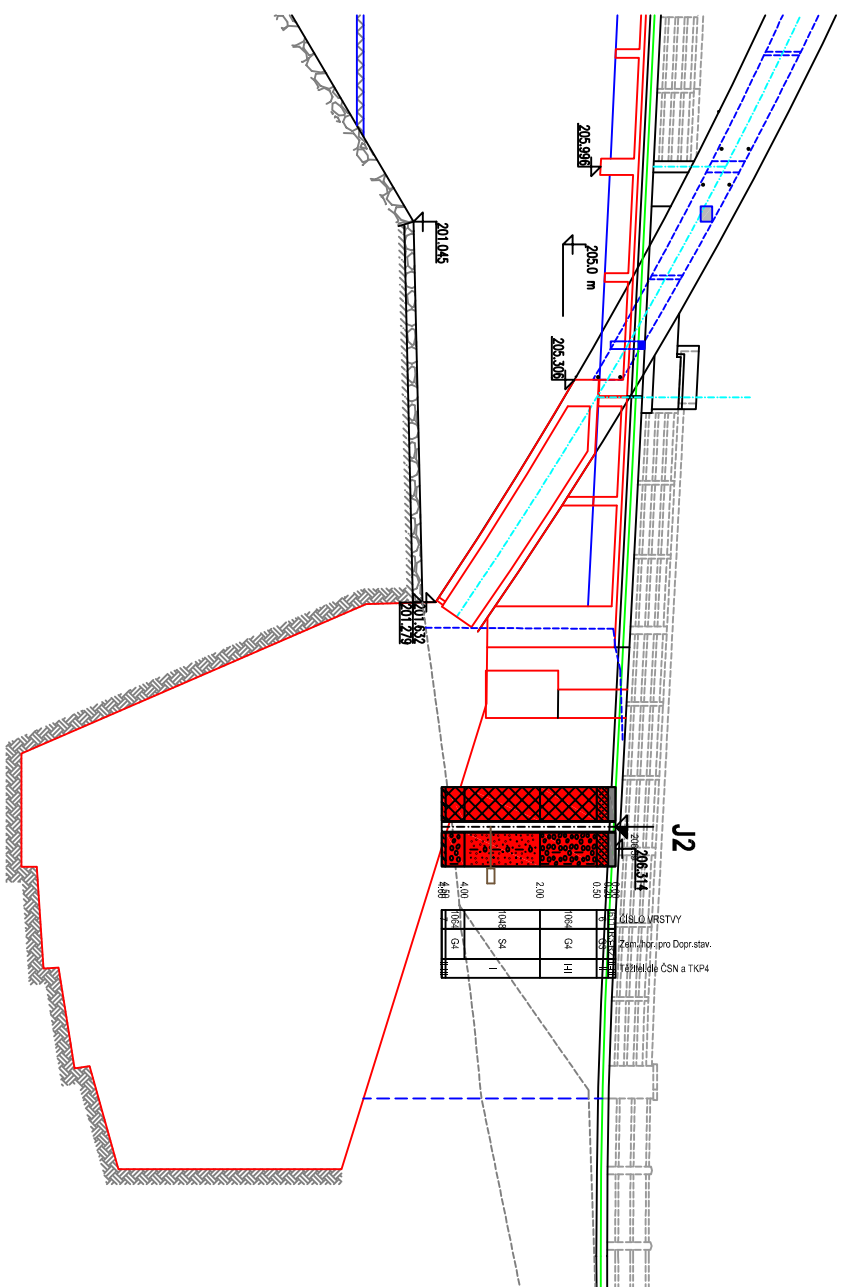 205.996
201.045
205.0 m
205.306
201.632
201.279
J2
206.314
0.50
2.00
4.00
ČÍSLO VRSTVY
Zem./hor. pro Dopr.stav.
Těžitel.dle ČSN a TKP4
1064 G4 I-II
1048 S4 I
1064 G4